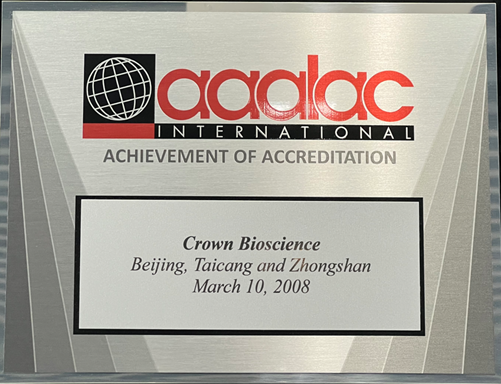 aaalac
INTERNATIONAL
ACHIEVEMENT OF ACCREDITATION
Crown Bioscience
Beijing, Taicang and Zhongshan
March 10, 2008